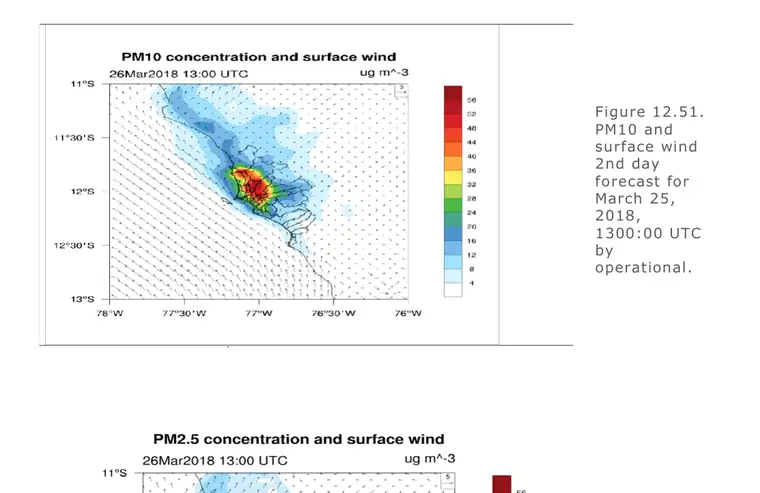 PM10 concentration and surface wind
26Mar2018 13:00 UTC
ug m^-3
5
11°S
11°30'S
12°S
12°30'S
13°S
78°W
77°30'W
77°W
76°30'W
76°W
56
52
48
44
40
36
32
28
24
20
16
12
8
4
Figure 12.51.
PM10 and
surface wind
2nd day
forecast for
March 25,
2018,
1300:00 UTC
by
operational.
PM2.5 concentration and surface wind
26Mar2018 13:00 UTC
ug m^-3
11°S
5
56